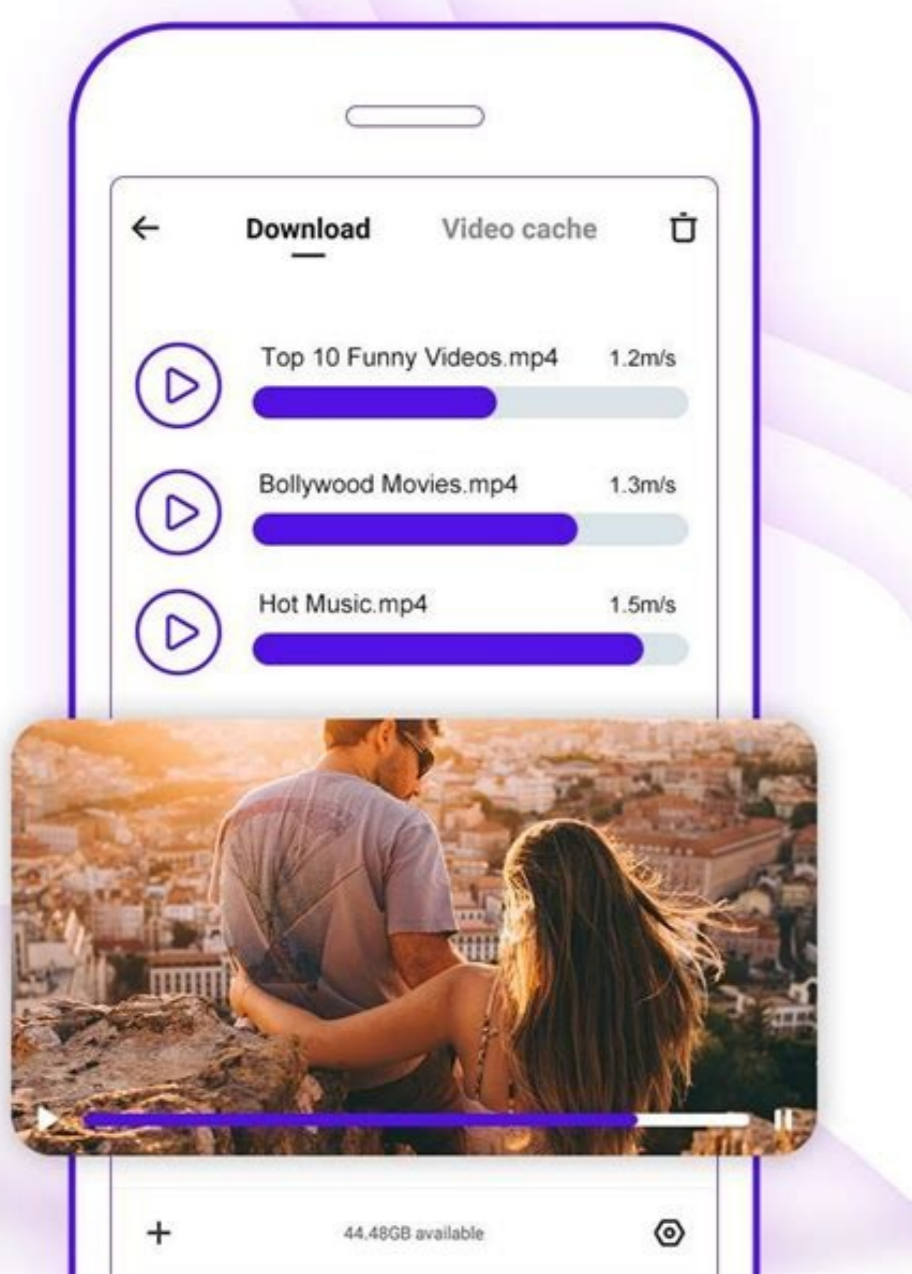 Download Video cache
Top 10 Funny Videos.mp4 1.2m/s
Bollywood Movies.mp4 1.3m/s
Hot Music.mp4 1.5m/s
44.48GB available